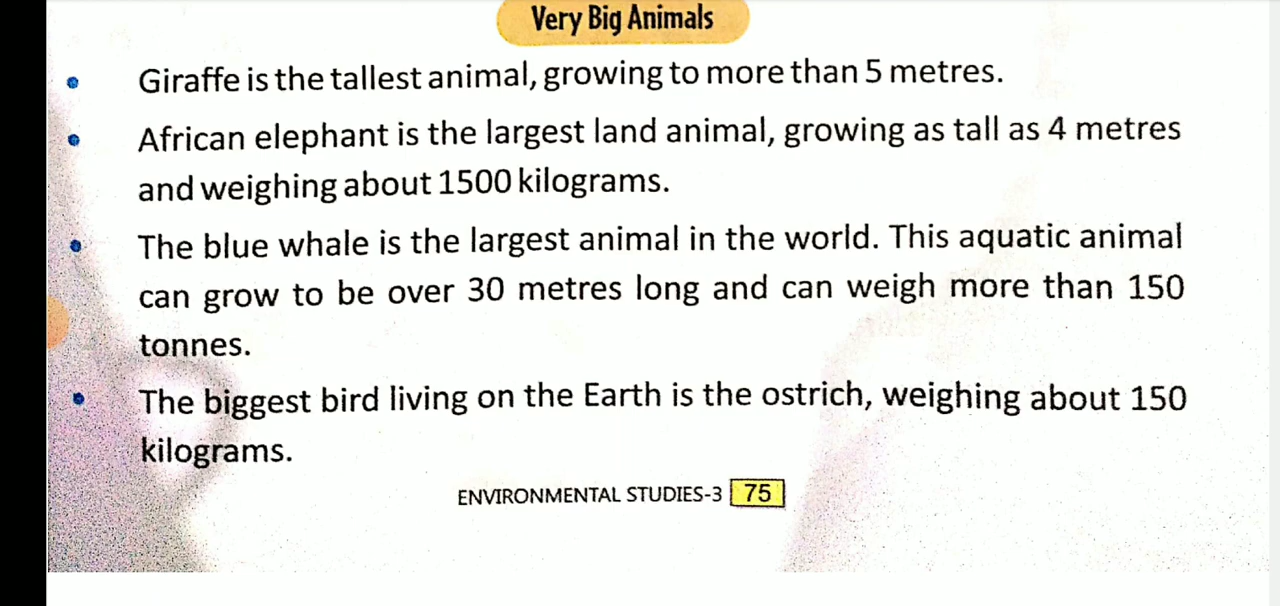 Very Big Animals
Giraffe is the tallest animal, growing to more than 5 metres.
African elephant is the largest land animal, growing as tall as 4 metres
and weighing about 1500 kilograms.
The blue whale is the largest animal in the world. This aquatic animal
can grow to be over 30 metres long and can weigh more than 150
tonnes.
The biggest bird living on the Earth is the ostrich, weighing about 150
kilograms.
ENVIRONMENTAL STUDIES-3 75